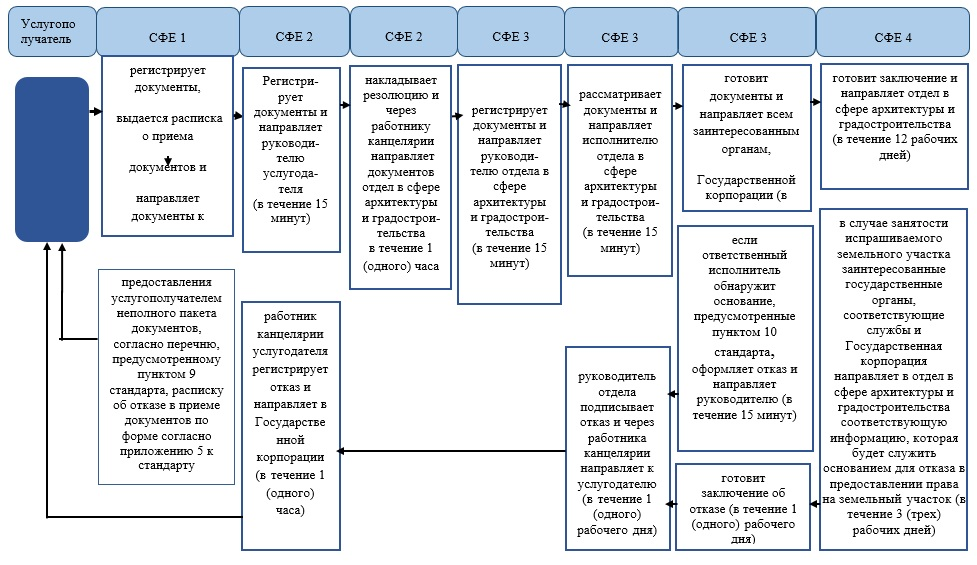 Услугопо
лучатель
СФЕ 1
СФЕ 2
СФЕ 2
СФЕ 3
СФЕ 3
СФЕ 3
СФЕ 4
регистрирует
документы,
выдается расписка
о приема
документов и
направляет
документы к
Регистри-
рует
документы и
направляет
руководи-
телю
услугода-
теля
(в течение 15
минут)
накладывает
резолюцию и
через
работнику
канцелярии
направляет
документов
отдел в сфере
архитектуры
и градострои-
тельства
в течение 1
(одного) часа
регистрирует
документы и
направляет
руководи-
телю отдела в
сфере
архитектуры
и градострои-
тельства
(в течение 15
минут)
рассматривает
документы и
направляет
исполнителю
отдела в
сфере
архитектуры
и градострои-
тельства
(в течение 15
минут)
готовит
документы и
направляет всем
заинтересованным
органам,
Государственной
корпорации (в
готовит заключение и
направляет отдел в
сфере архитектуры и
градостроительства
(в течение 12 рабочих
дней)
предоставления
услугополучателем
неполного пакета
документов,
согласно перечню,
предусмотренному
пунктом 9
стандарта, расписку
об отказе в приеме
документов по
форме согласно
приложению 5 к
стандарту
работник
канцелярии
услугодателя
регистрирует
отказ и
направляет в
Государстве
нной
корпорации
(в течение 1
(одного)
часа)
руководитель
отдела
подписывает
отказ и через
работника
канцелярии
направляет к
услугодателю
(в течение 1
(одного)
рабочего дня)
если
ответственный
исполнитель
обнаружит
основание,
предусмотренные
пунктом 10
стандарта,
оформляет отказ и
направляет
руководителю (в
течение 15 минут)
готовит
заключение об
отказе (в течение 1
(одного) рабочего
дня)
в случае занятости
испрашиваемого
земельного участка
заинтересованные
государственные
органы,
соответствующие
службы и
Государственная
корпорация
направляет в отдел в
сфере архитектуры и
градостроительства
соответствующую
информацию, которая
будет служить
основанием для отказа в
предоставлении права
на земельный участок (в
течение 3 (трех)
рабочих дней)